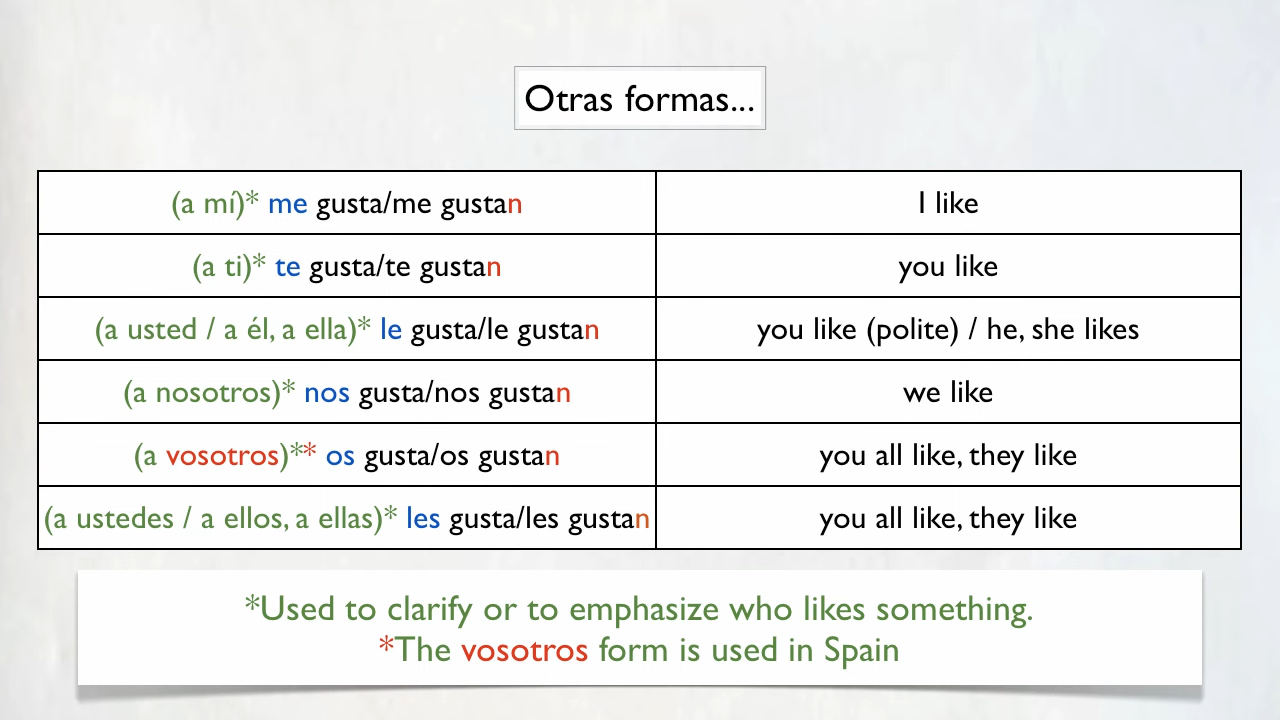 Otras formas...
(a mí)* me gusta/me gustan
I like
(a ti)* te gusta/te gustan
you like
(a usted / a él, a ella)* le gusta/le gustan
you like (polite) / he, she likes
(a nosotros)* nos gusta/nos gustan
we like
(a vosotros)** os gusta/os gustan
you all like, they like
(a ustedes / a ellos, a ellas)* les gusta/les gustan
you all like, they like
*Used to clarify or to emphasize who likes something.
*The vosotros form is used in Spain